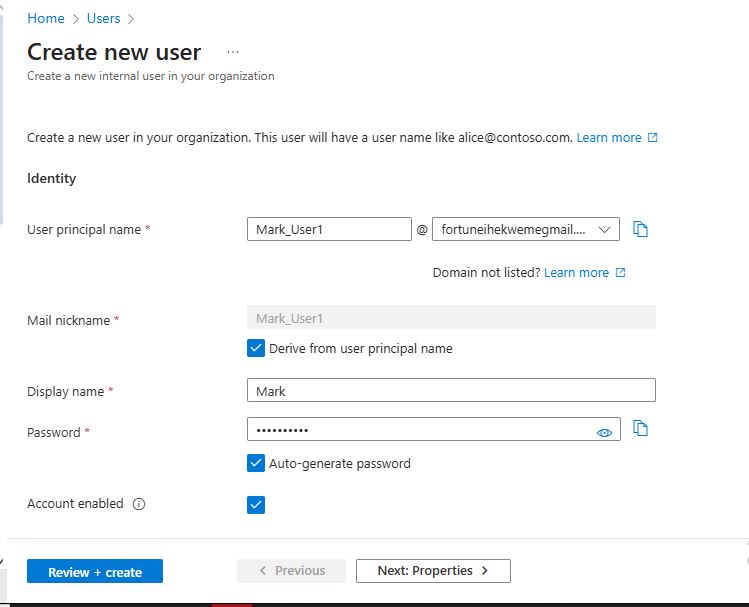 Home > Users >
Create new user ...
Create a new internal user in your organization
Create a new user in your organization. This user will have a user name like alice@contoso.com. Learn more
Identity
User principal name * Mark_User1 @ fortuneihekwemegmail....
Domain not listed? Learn more
Mail nickname * Mark_User1
Derive from user principal name
Display name * Mark
Password * ••••••••••
Auto-generate password
Account enabled
Review + create < Previous Next: Properties >